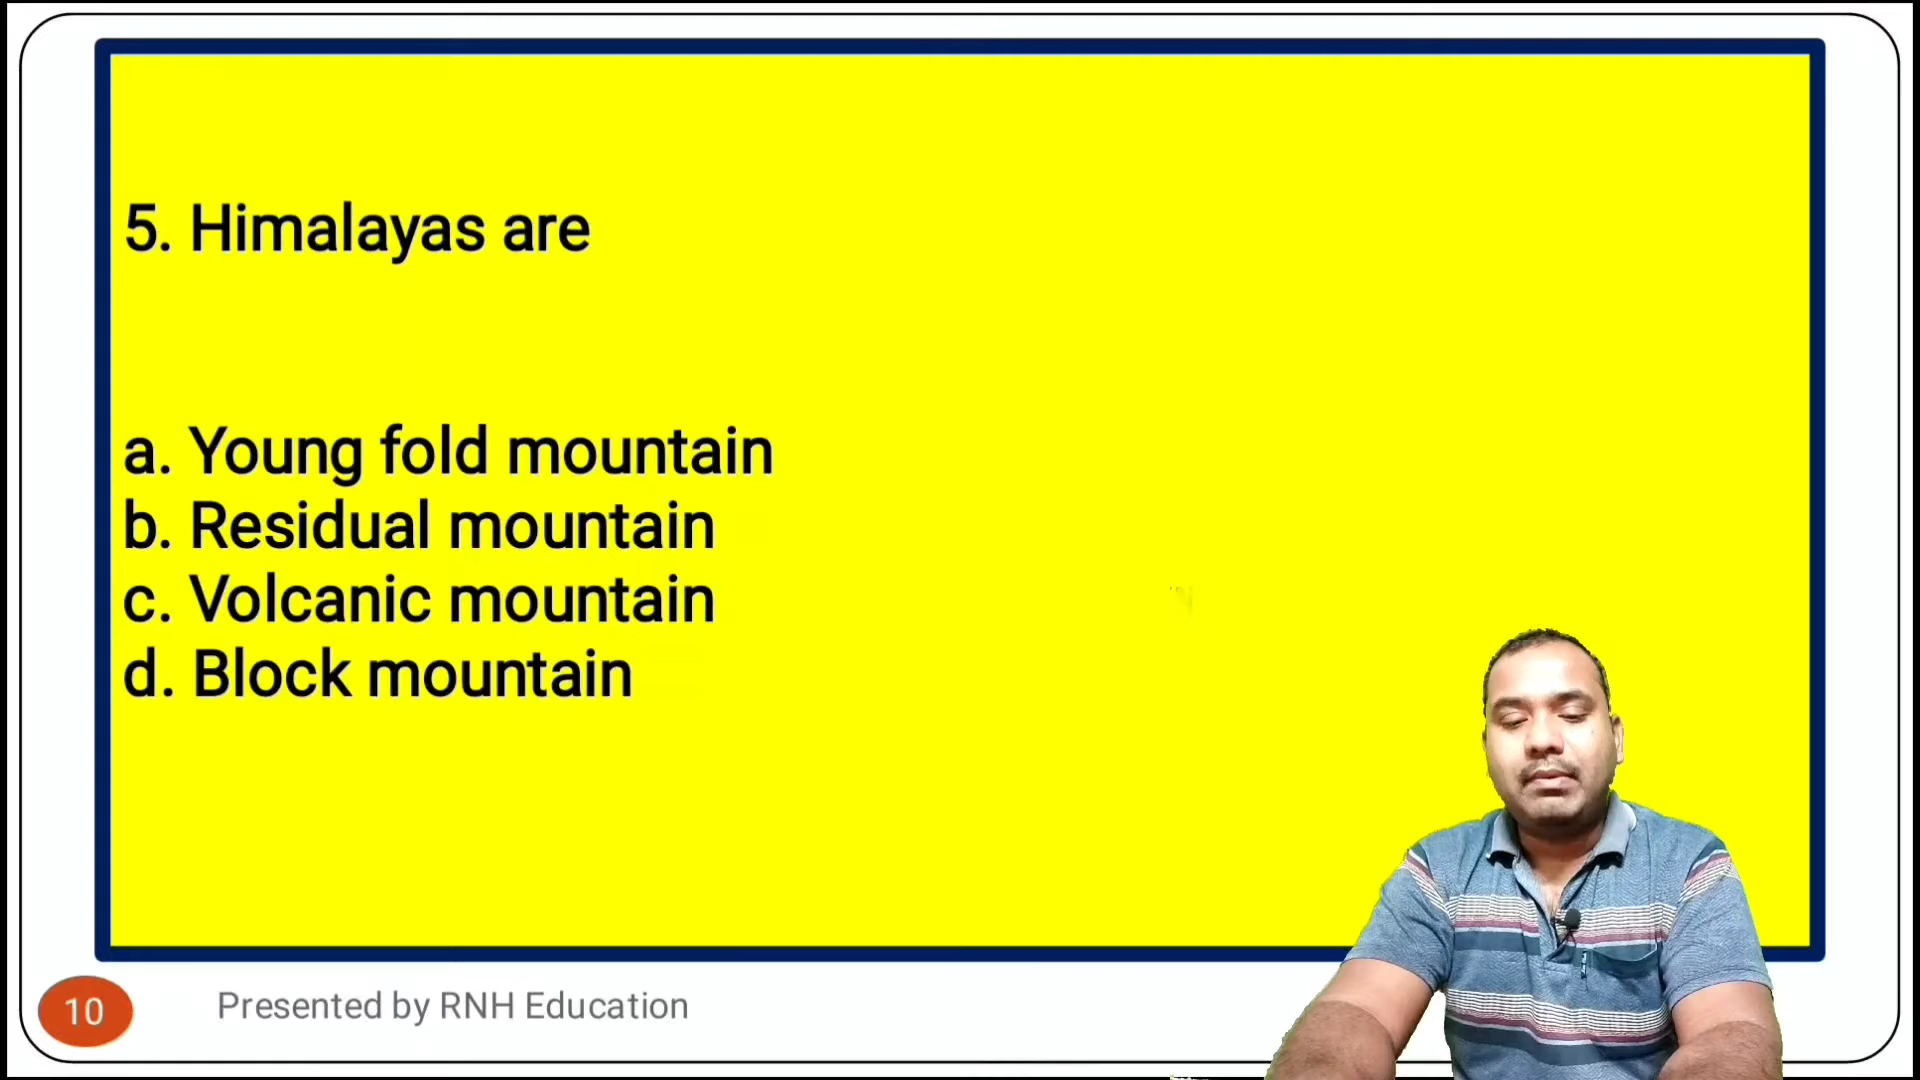 5. Himalayas are
a. Young fold mountain
b. Residual mountain
c. Volcanic mountain
d. Block mountain
10
Presented by RNH Education